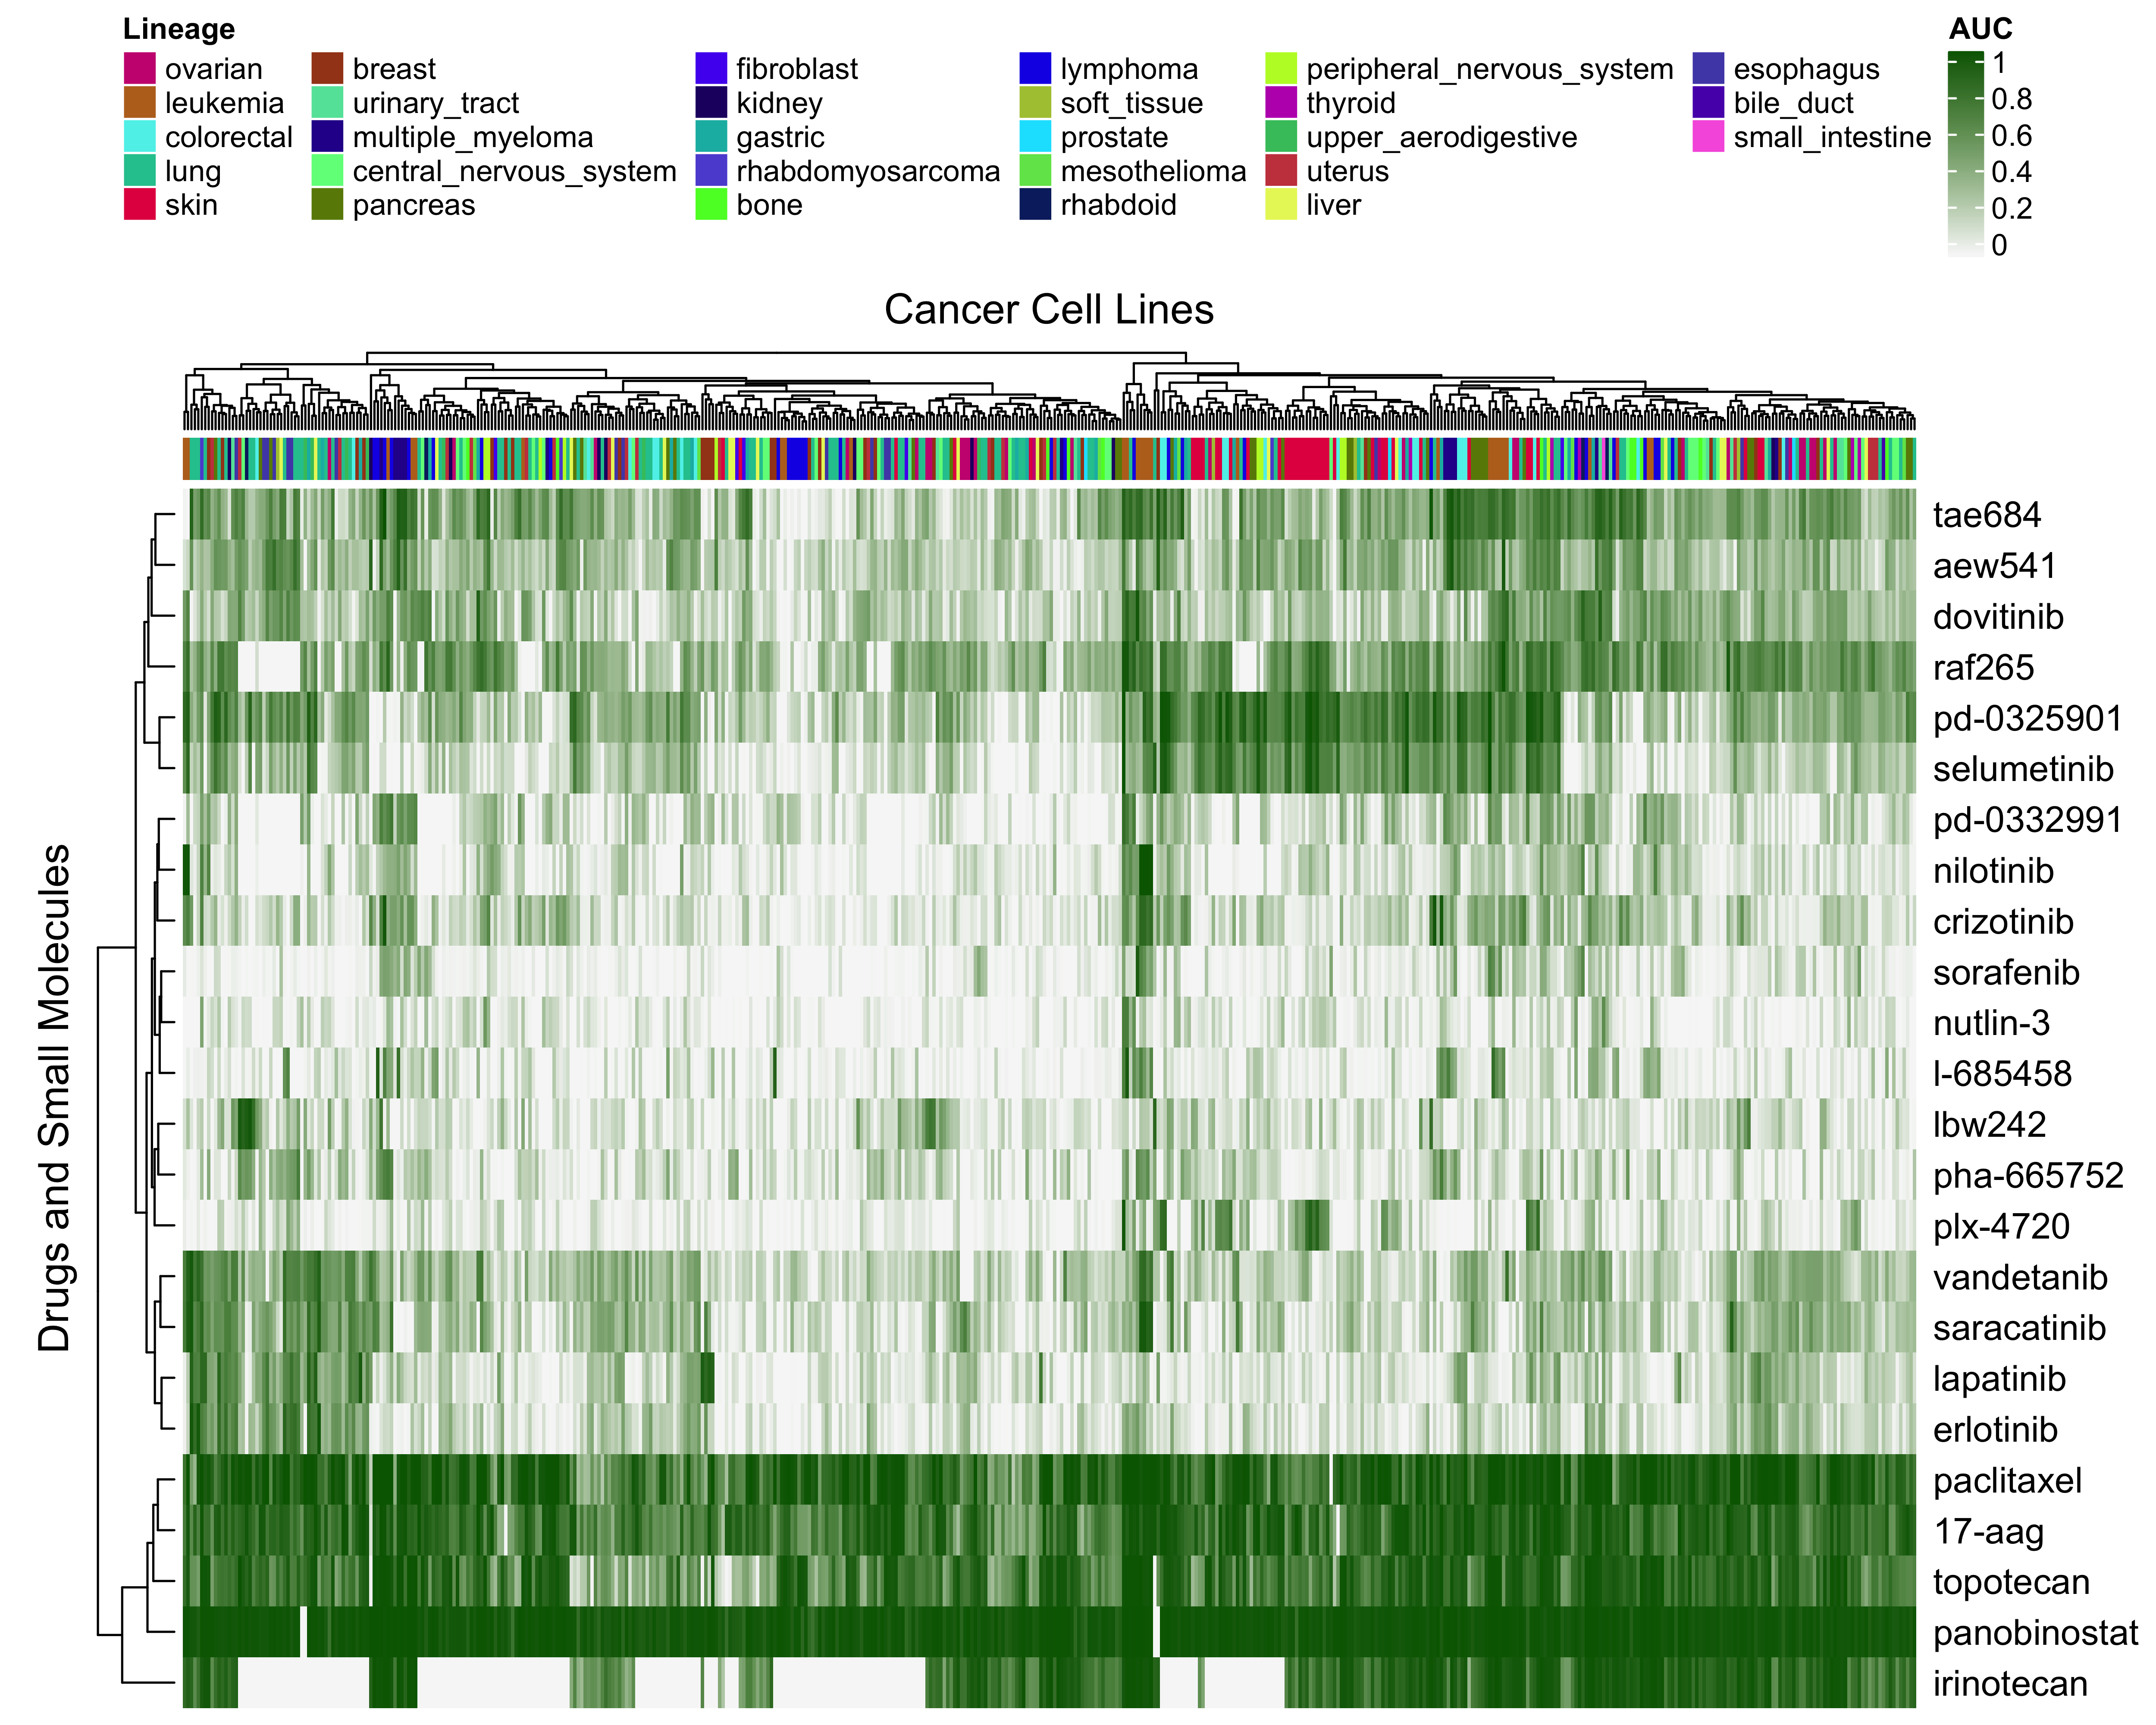 Lineage
ovarian
leukemia
colorectal
lung
skin
breast
urinary_tract
multiple_myeloma
central_nervous_system
pancreas
fibroblast
kidney
gastric
rhabdomyosarcoma
bone
lymphoma
soft_tissue
prostate
mesothelioma
rhabdoid
peripheral_nervous_system
thyroid
upper_aerodigestive
uterus
liver
esophagus
bile_duct
small_intestine
AUC
1
0.8
0.6
0.4
0.2
0
Cancer Cell Lines
Drugs and Small Molecules
tae684
aew541
dovitinib
raf265
pd-0325901
selumetinib
pd-0332991
nilotinib
crizotinib
sorafenib
nutlin-3
l-685458
lbw242
pha-665752
plx-4720
vandetanib
saracatinib
lapatinib
erlotinib
paclitaxel
17-aag
topotecan
panobinostat
irinotecan